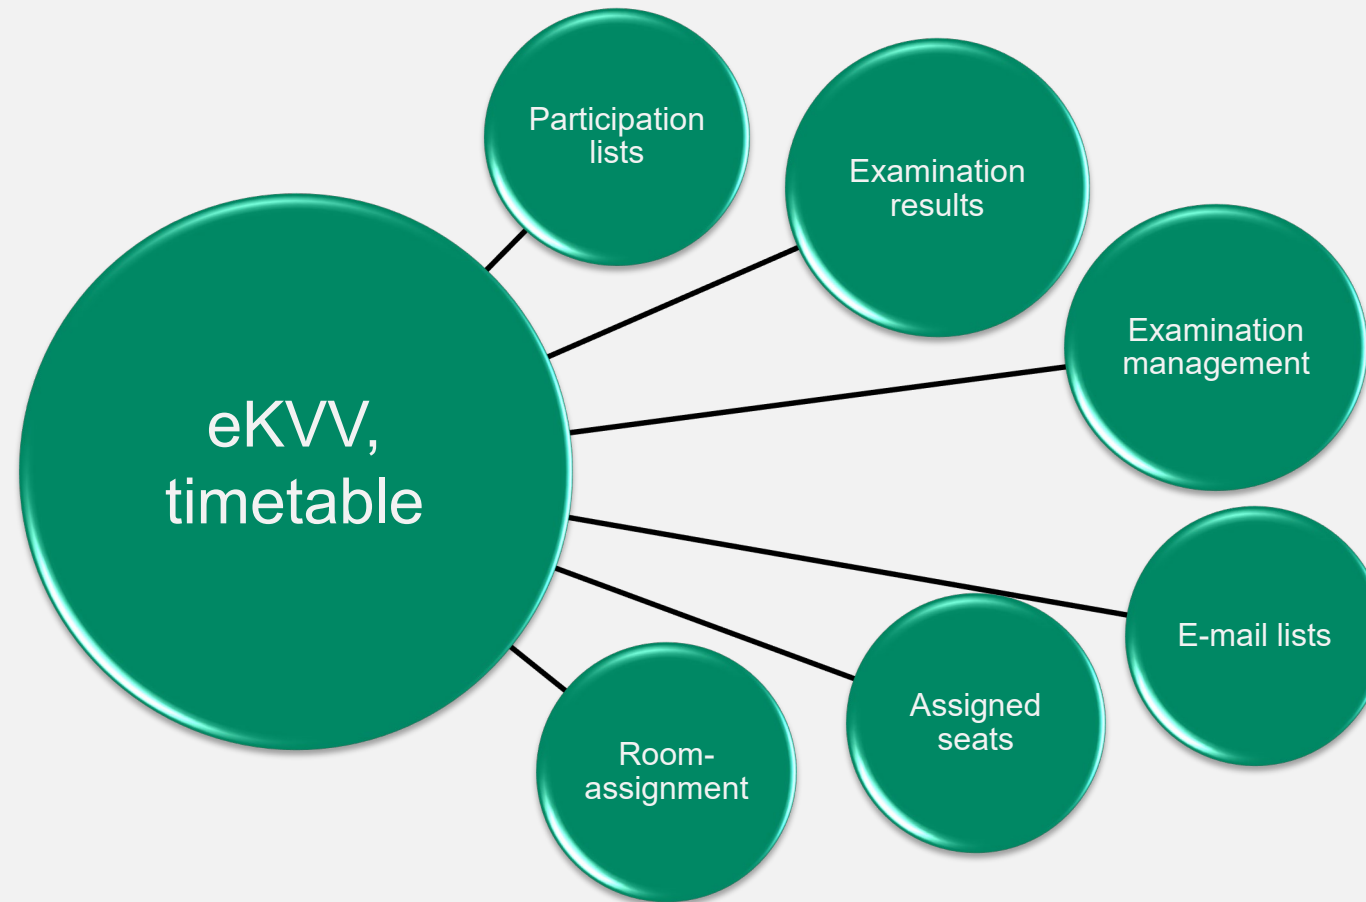 eKVV,
timetable
Participation
lists
Examination
results
Examination
management
E-mail lists
Assigned
seats
Room-
assignment